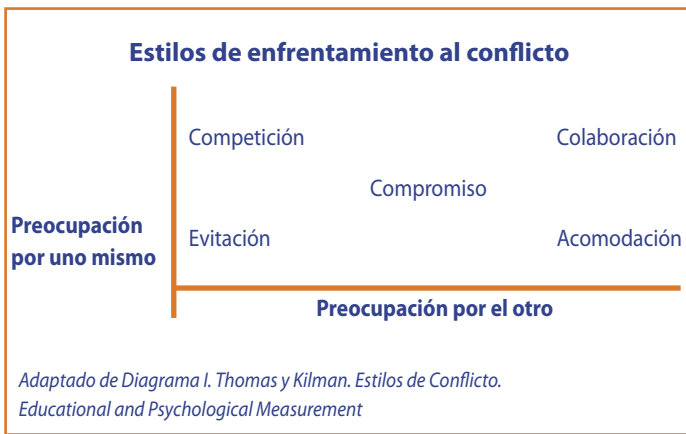 Estilos de enfrentamiento al conflicto
Competición
Colaboración
Compromiso
Preocupación
por uno mismo
Evitación
Acomodación
Preocupación por el otro
Adaptado de Diagrama I. Thomas y Kilman. Estilos de Conflicto.
Educational and Psychological Measurement